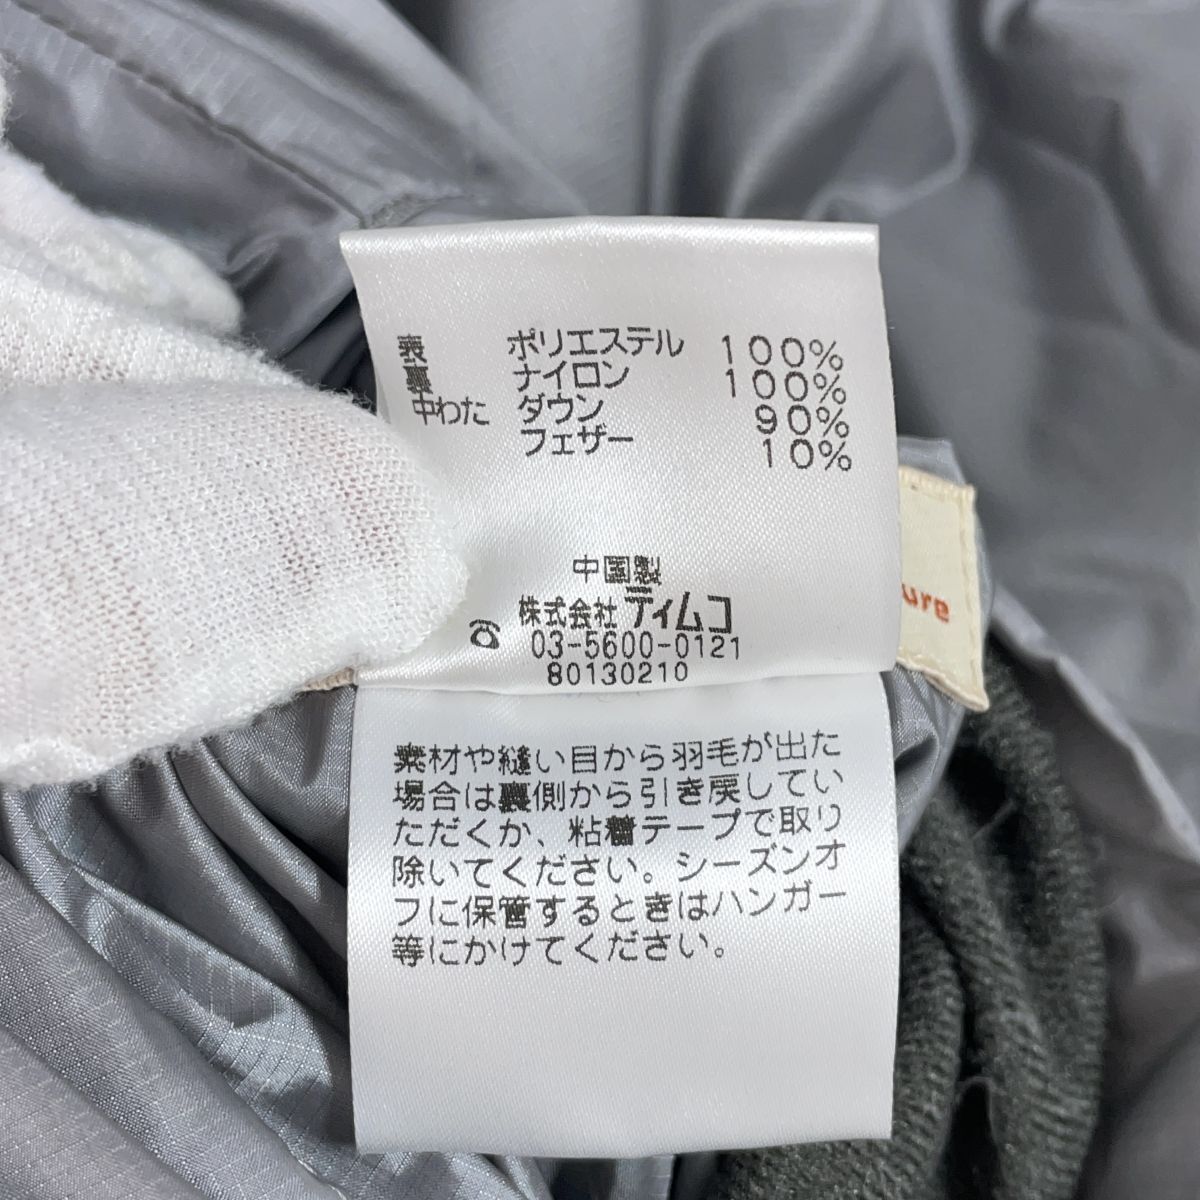 表 ポリエステル 100%
裏 ナイロン 100%
中わた ダウン 90%
フェザー 10%
中国製
株式会社 ティムコ
☎ 03-5600-0121
80130210
ure
素材や縫い目から羽毛が出た
場合は裏側から引き戻してい
ただくか、粘着テープで取り
除いてください。シーズンオ
フに保管するときはハンガー
等にかけてください。